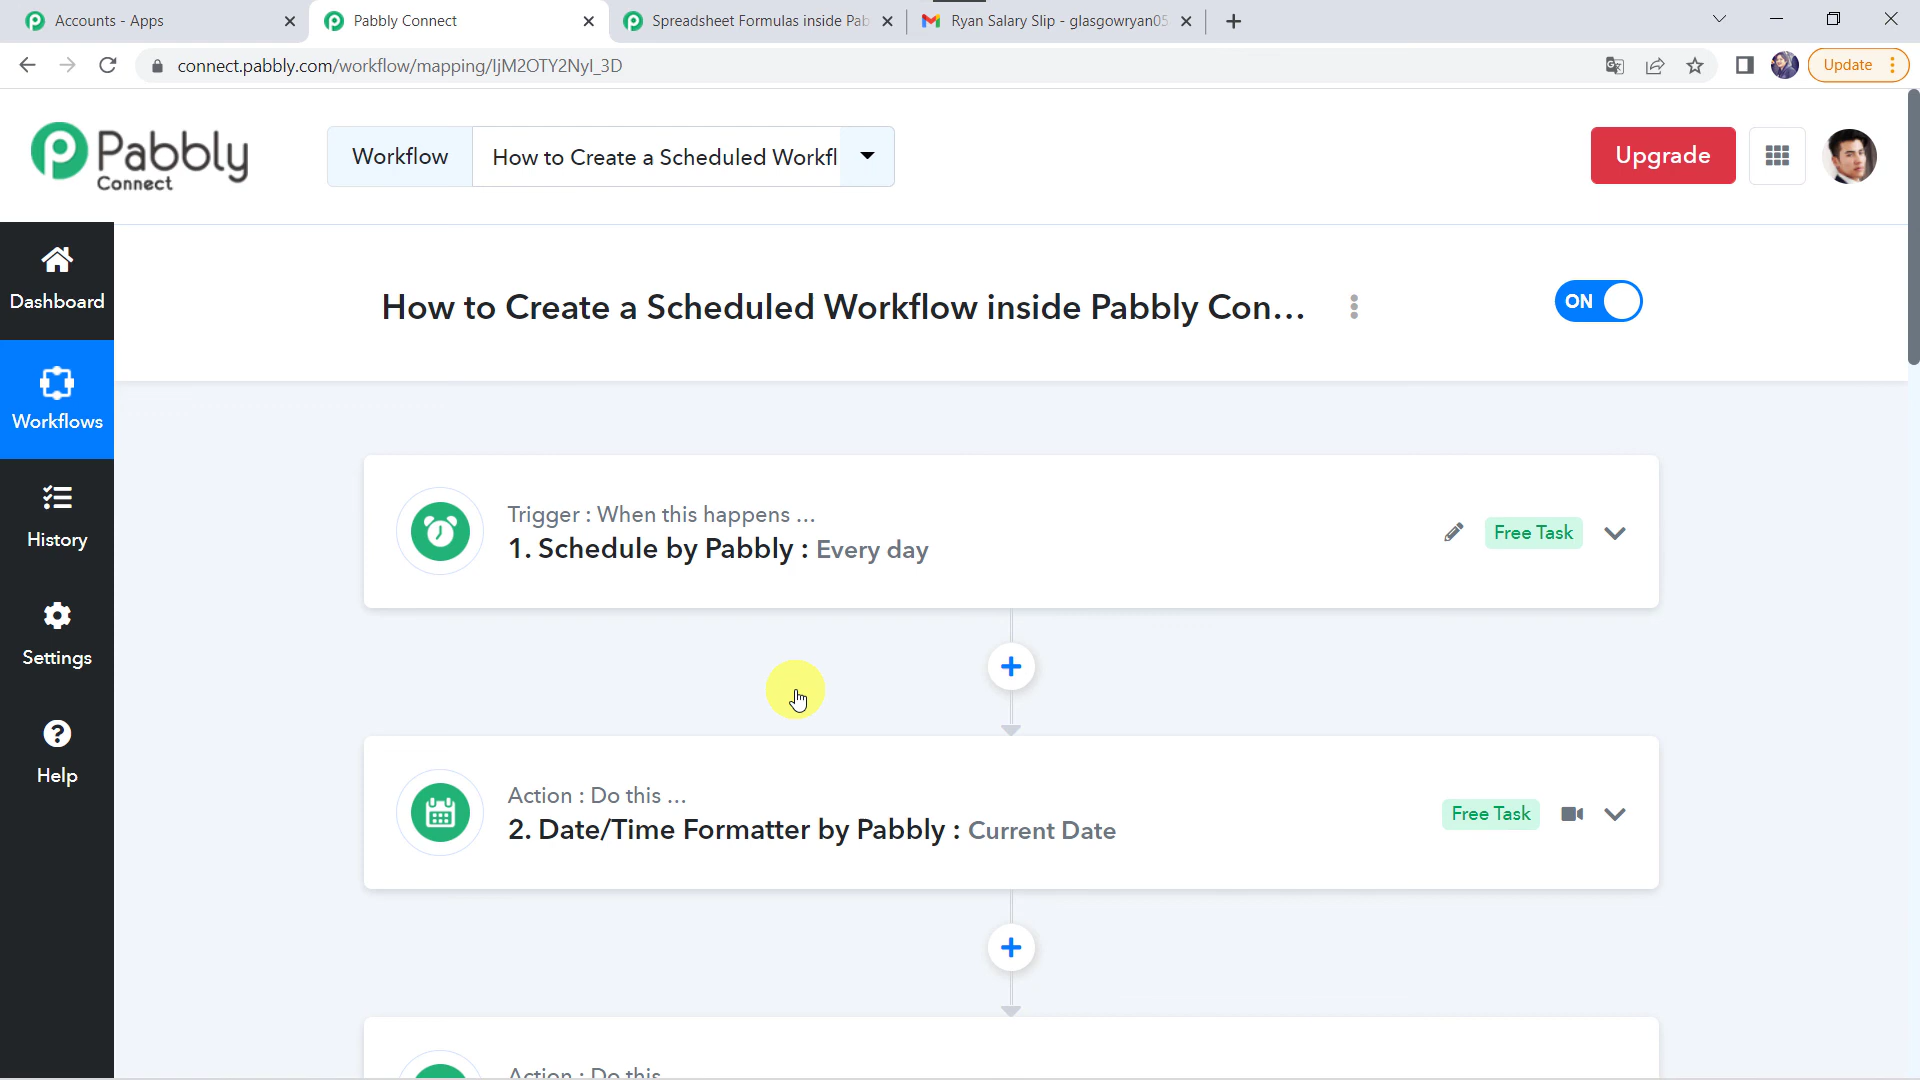 Accounts - Apps
Pabbly Connect
Spreadsheet Formulas inside Pab
Ryan Salary Slip - glasgowryan05
connect.pabbly.com/workflow/mapping/IjM2OTY2NyI_3D
Update
Pabbly
Connect
Workflow
How to Create a Scheduled Workfl
Upgrade
Dashboard
How to Create a Scheduled Workflow inside Pabbly Con...
ON
Workflows
Trigger : When this happens ...
1. Schedule by Pabbly : Every day
Free Task
History
Settings
Help
Action : Do this ...
2. Date/Time Formatter by Pabbly : Current Date
Free Task
Action : Do this